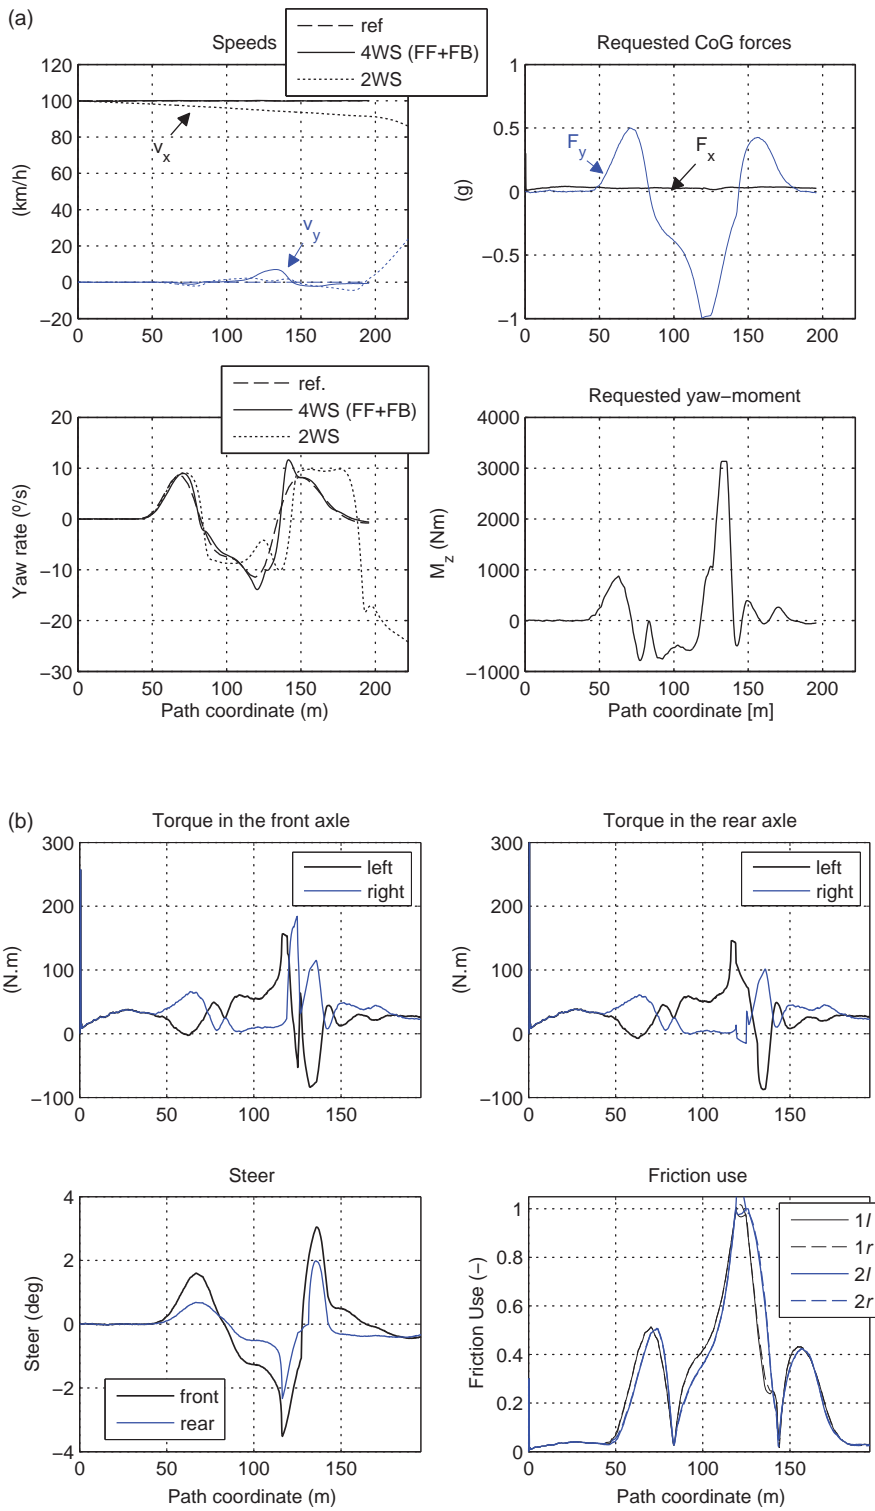 (a)
Speeds
ref
4WS (FF+FB)
2WS
120
100
80
60
40
20
0
−20
(km/h)
v_x
v_y
0 50 100 150 200
Requested CoG forces
1
0.5
0
−0.5
−1
(g)
F_y
F_x
0 50 100 150 200
ref.
4WS (FF+FB)
2WS
20
10
0
−10
−20
−30
Yaw rate (º/s)
0 50 100 150 200
Path coordinate (m)
Requested yaw−moment
4000
3000
2000
1000
0
−1000
M_z (Nm)
0 50 100 150 200
Path coordinate [m]
(b)
Torque in the front axle
left
right
300
200
100
0
−100
(N.m)
0 50 100 150
Torque in the rear axle
left
right
300
200
100
0
−100
(N.m)
0 50 100 150
Steer
4
2
0
−2
−4
Steer (deg)
front
rear
0 50 100 150
Path coordinate (m)
Friction use
1
0.8
0.6
0.4
0.2
0
Friction Use (−)
1l
1r
2l
2r
0 50 100 150
Path coordinate (m)